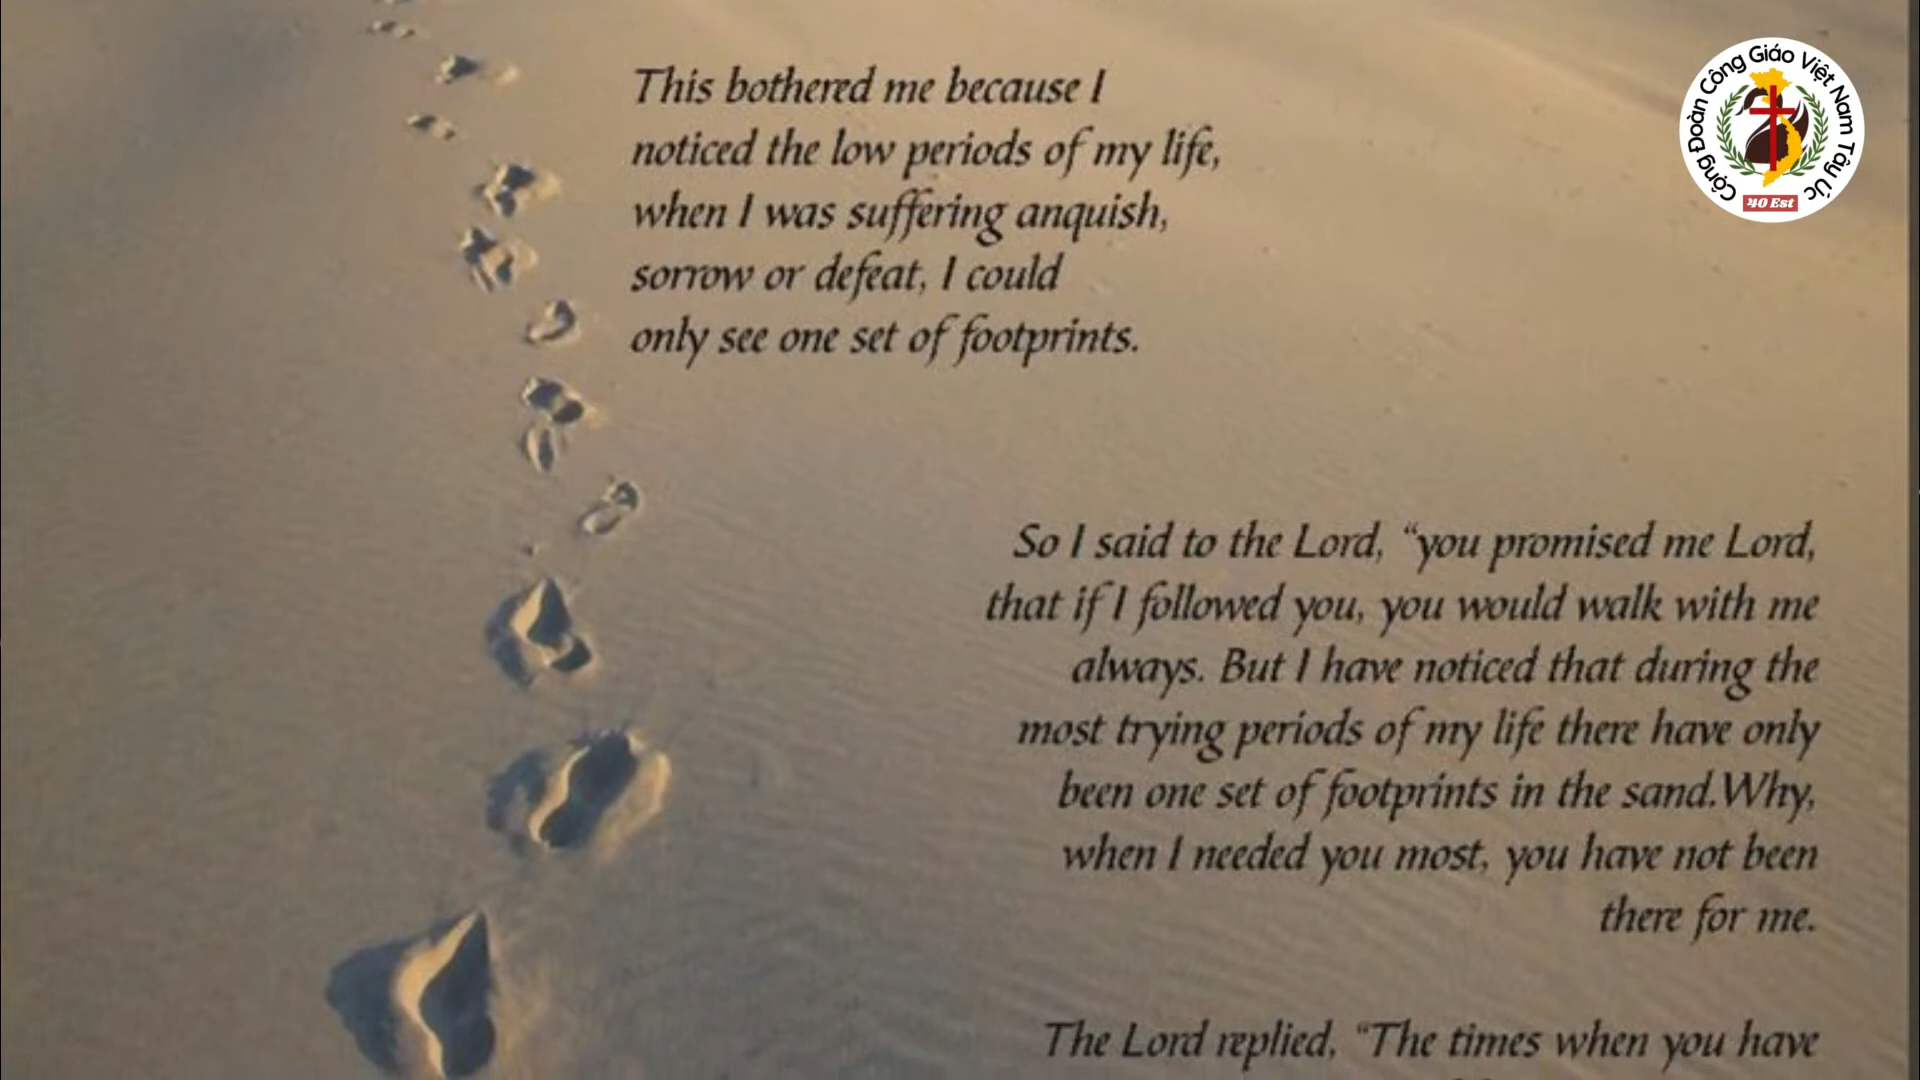 This bothered me because I
noticed the low periods of my life,
when I was suffering anquish,
sorrow or defeat, I could
only see one set of footprints.
So I said to the Lord, “you promised me Lord,
that if I followed you, you would walk with me
always. But I have noticed that during the
most trying periods of my life there have only
been one set of footprints in the sand.Why,
when I needed you most, you have not been
there for me.
The Lord replied, “The times when you have
Cộng Đoàn Công Giáo Việt Nam Tây Úc
40 Est